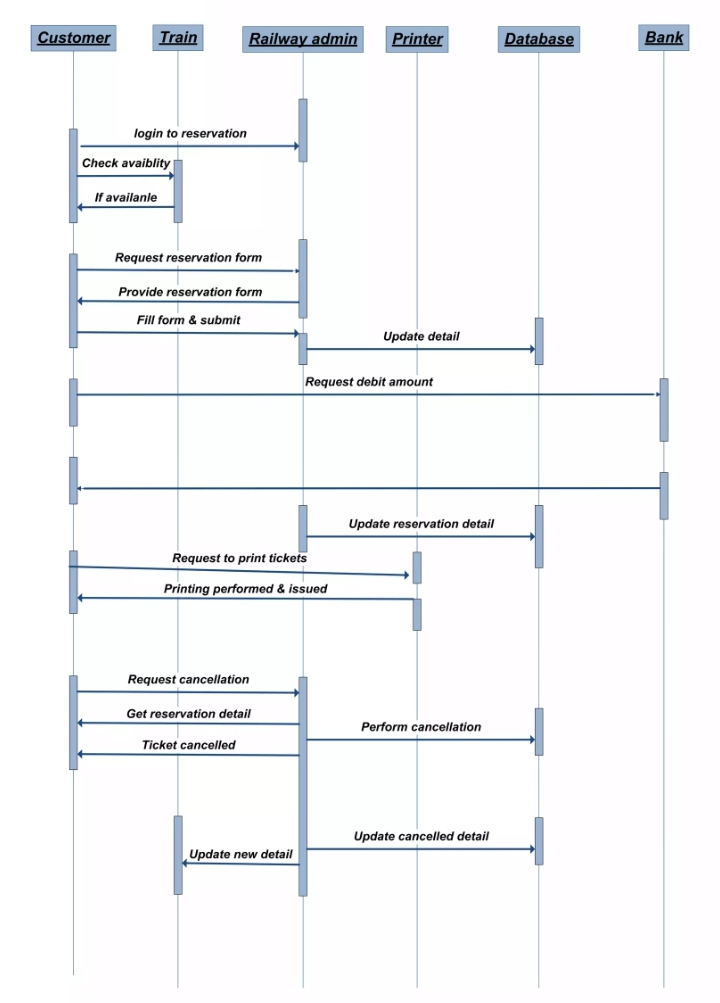 Customer
Train
Railway admin
Printer
Database
Bank
login to reservation
Check avaiblity
If availanle
Request reservation form
Provide reservation form
Fill form & submit
Update detail
Request debit amount
Update reservation detail
Request to print tickets
Printing performed & issued
Request cancellation
Get reservation detail
Perform cancellation
Ticket cancelled
Update cancelled detail
Update new detail